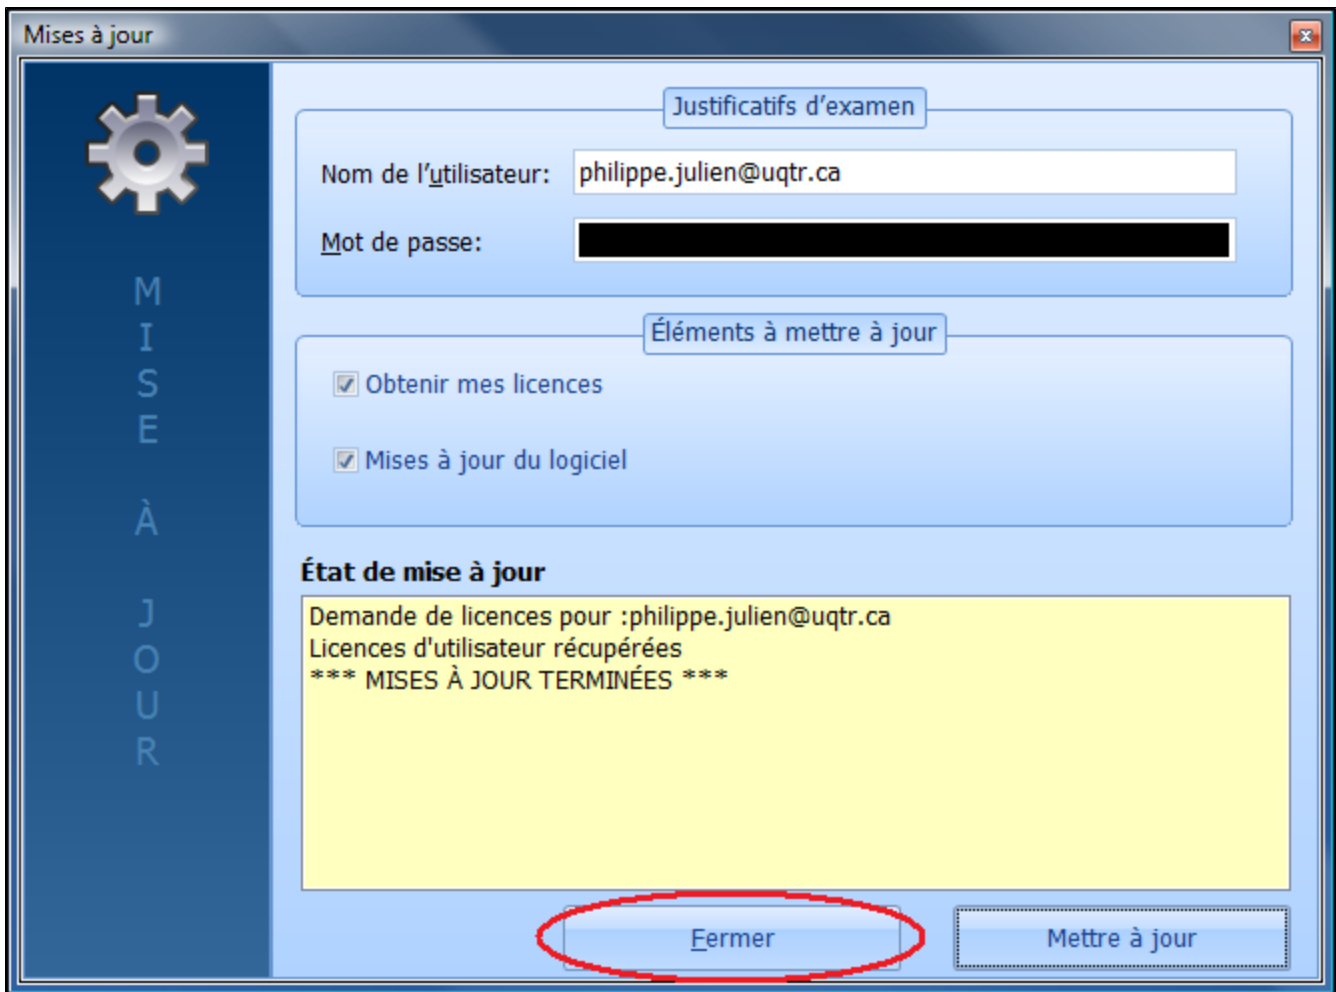 Mises à jour
M
I
S
E
À
J
O
U
R
Justificatifs d’examen
Nom de l’utilisateur: philippe.julien@uqtr.ca
Mot de passe:
Éléments à mettre à jour
Obtenir mes licences
Mises à jour du logiciel
État de mise à jour
Demande de licences pour :philippe.julien@uqtr.ca
Licences d'utilisateur récupérées
*** MISES À JOUR TERMINÉES ***
Fermer Mettre à jour